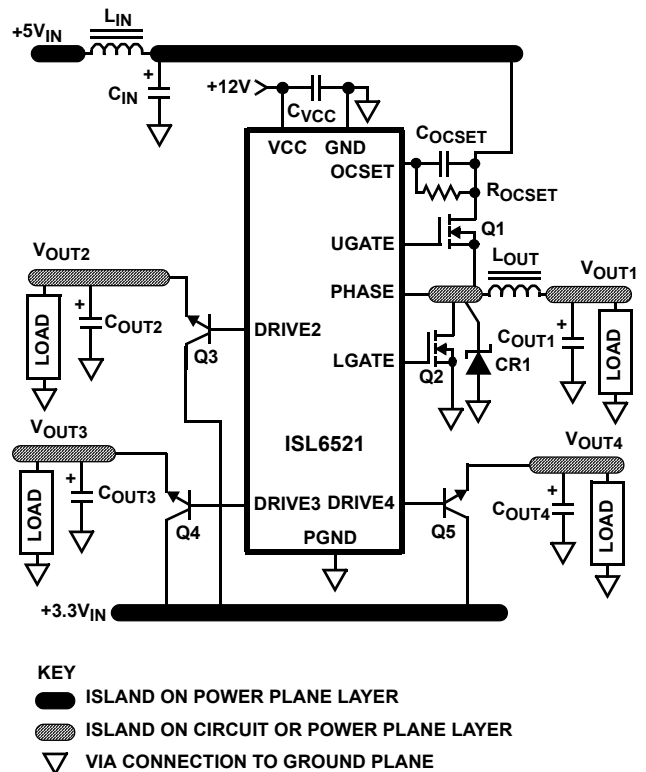 +5VIN
LIN
+
CIN
+12V
CVCC
VCC GND
COCSET
OCSET
ROCSET
UGATE
Q1
LOUT
VOUT1
PHASE
VOUT2
+
COUT2
LOAD
Q3
DRIVE2
LGATE
Q2
CR1
COUT1
+
LOAD
ISL6521
VOUT3
+
COUT3
LOAD
Q4
DRIVE3 DRIVE4
Q5
VOUT4
+
COUT4
LOAD
PGND
+3.3VIN
KEY
ISLAND ON POWER PLANE LAYER
ISLAND ON CIRCUIT OR POWER PLANE LAYER
VIA CONNECTION TO GROUND PLANE